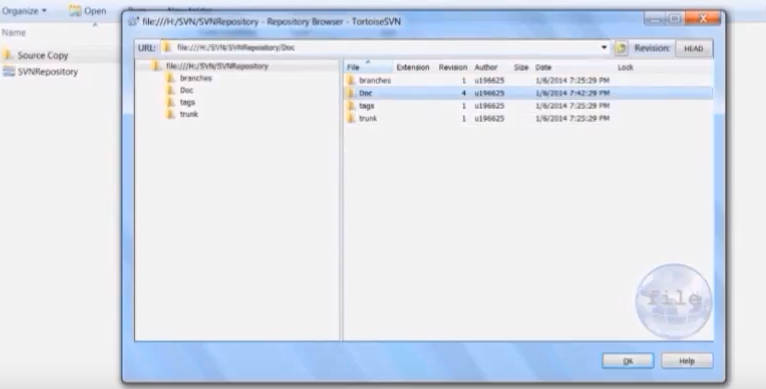 Organize ▾ Open
Name
Source Copy
SVNRepository
file:///H:/SVN/SVNRepository - Repository Browser - TortoiseSVN
URL: file:///H:/SVN/SVNRepository/Doc Revision: HEAD
file:///H:/SVN/SVNRepository
branches
Doc
tags
trunk
File Extension Revision Author Size Date Lock
branches 1 u196625 1/6/2014 7:25:29 PM
Doc 4 u196625 1/6/2014 7:42:29 PM
tags 1 u196625 1/6/2014 7:25:29 PM
trunk 1 u196625 1/6/2014 7:25:29 PM
file
OK Help